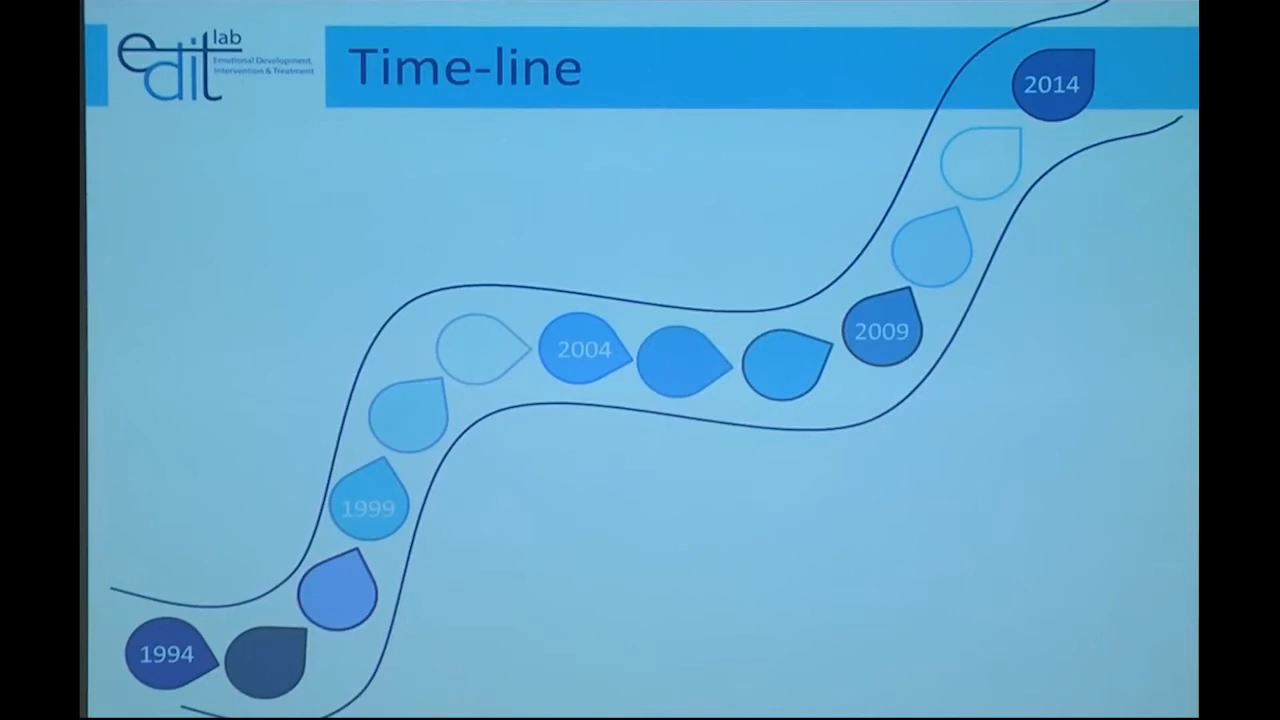 edit lab
Emotional Development,
Intervention & Treatment
Time-line
2014
2009
2004
1999
1994